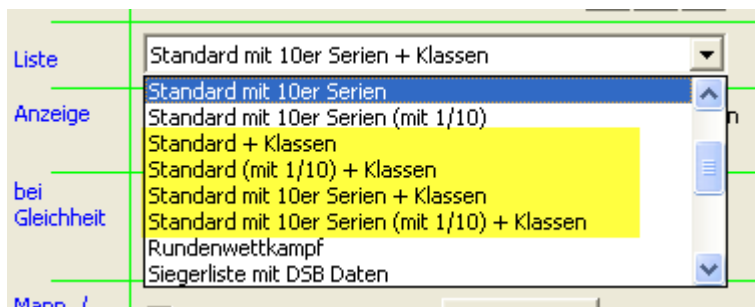 Liste
Standard mit 10er Serien + Klassen
Standard mit 10er Serien
Anzeige
Standard mit 10er Serien (mit 1/10)
n
Standard + Klassen
Standard (mit 1/10) + Klassen
bei
Gleichheit
Standard mit 10er Serien + Klassen
Standard mit 10er Serien (mit 1/10) + Klassen
Rundenwettkampf
Siegerliste mit DSB Daten
Mann. /